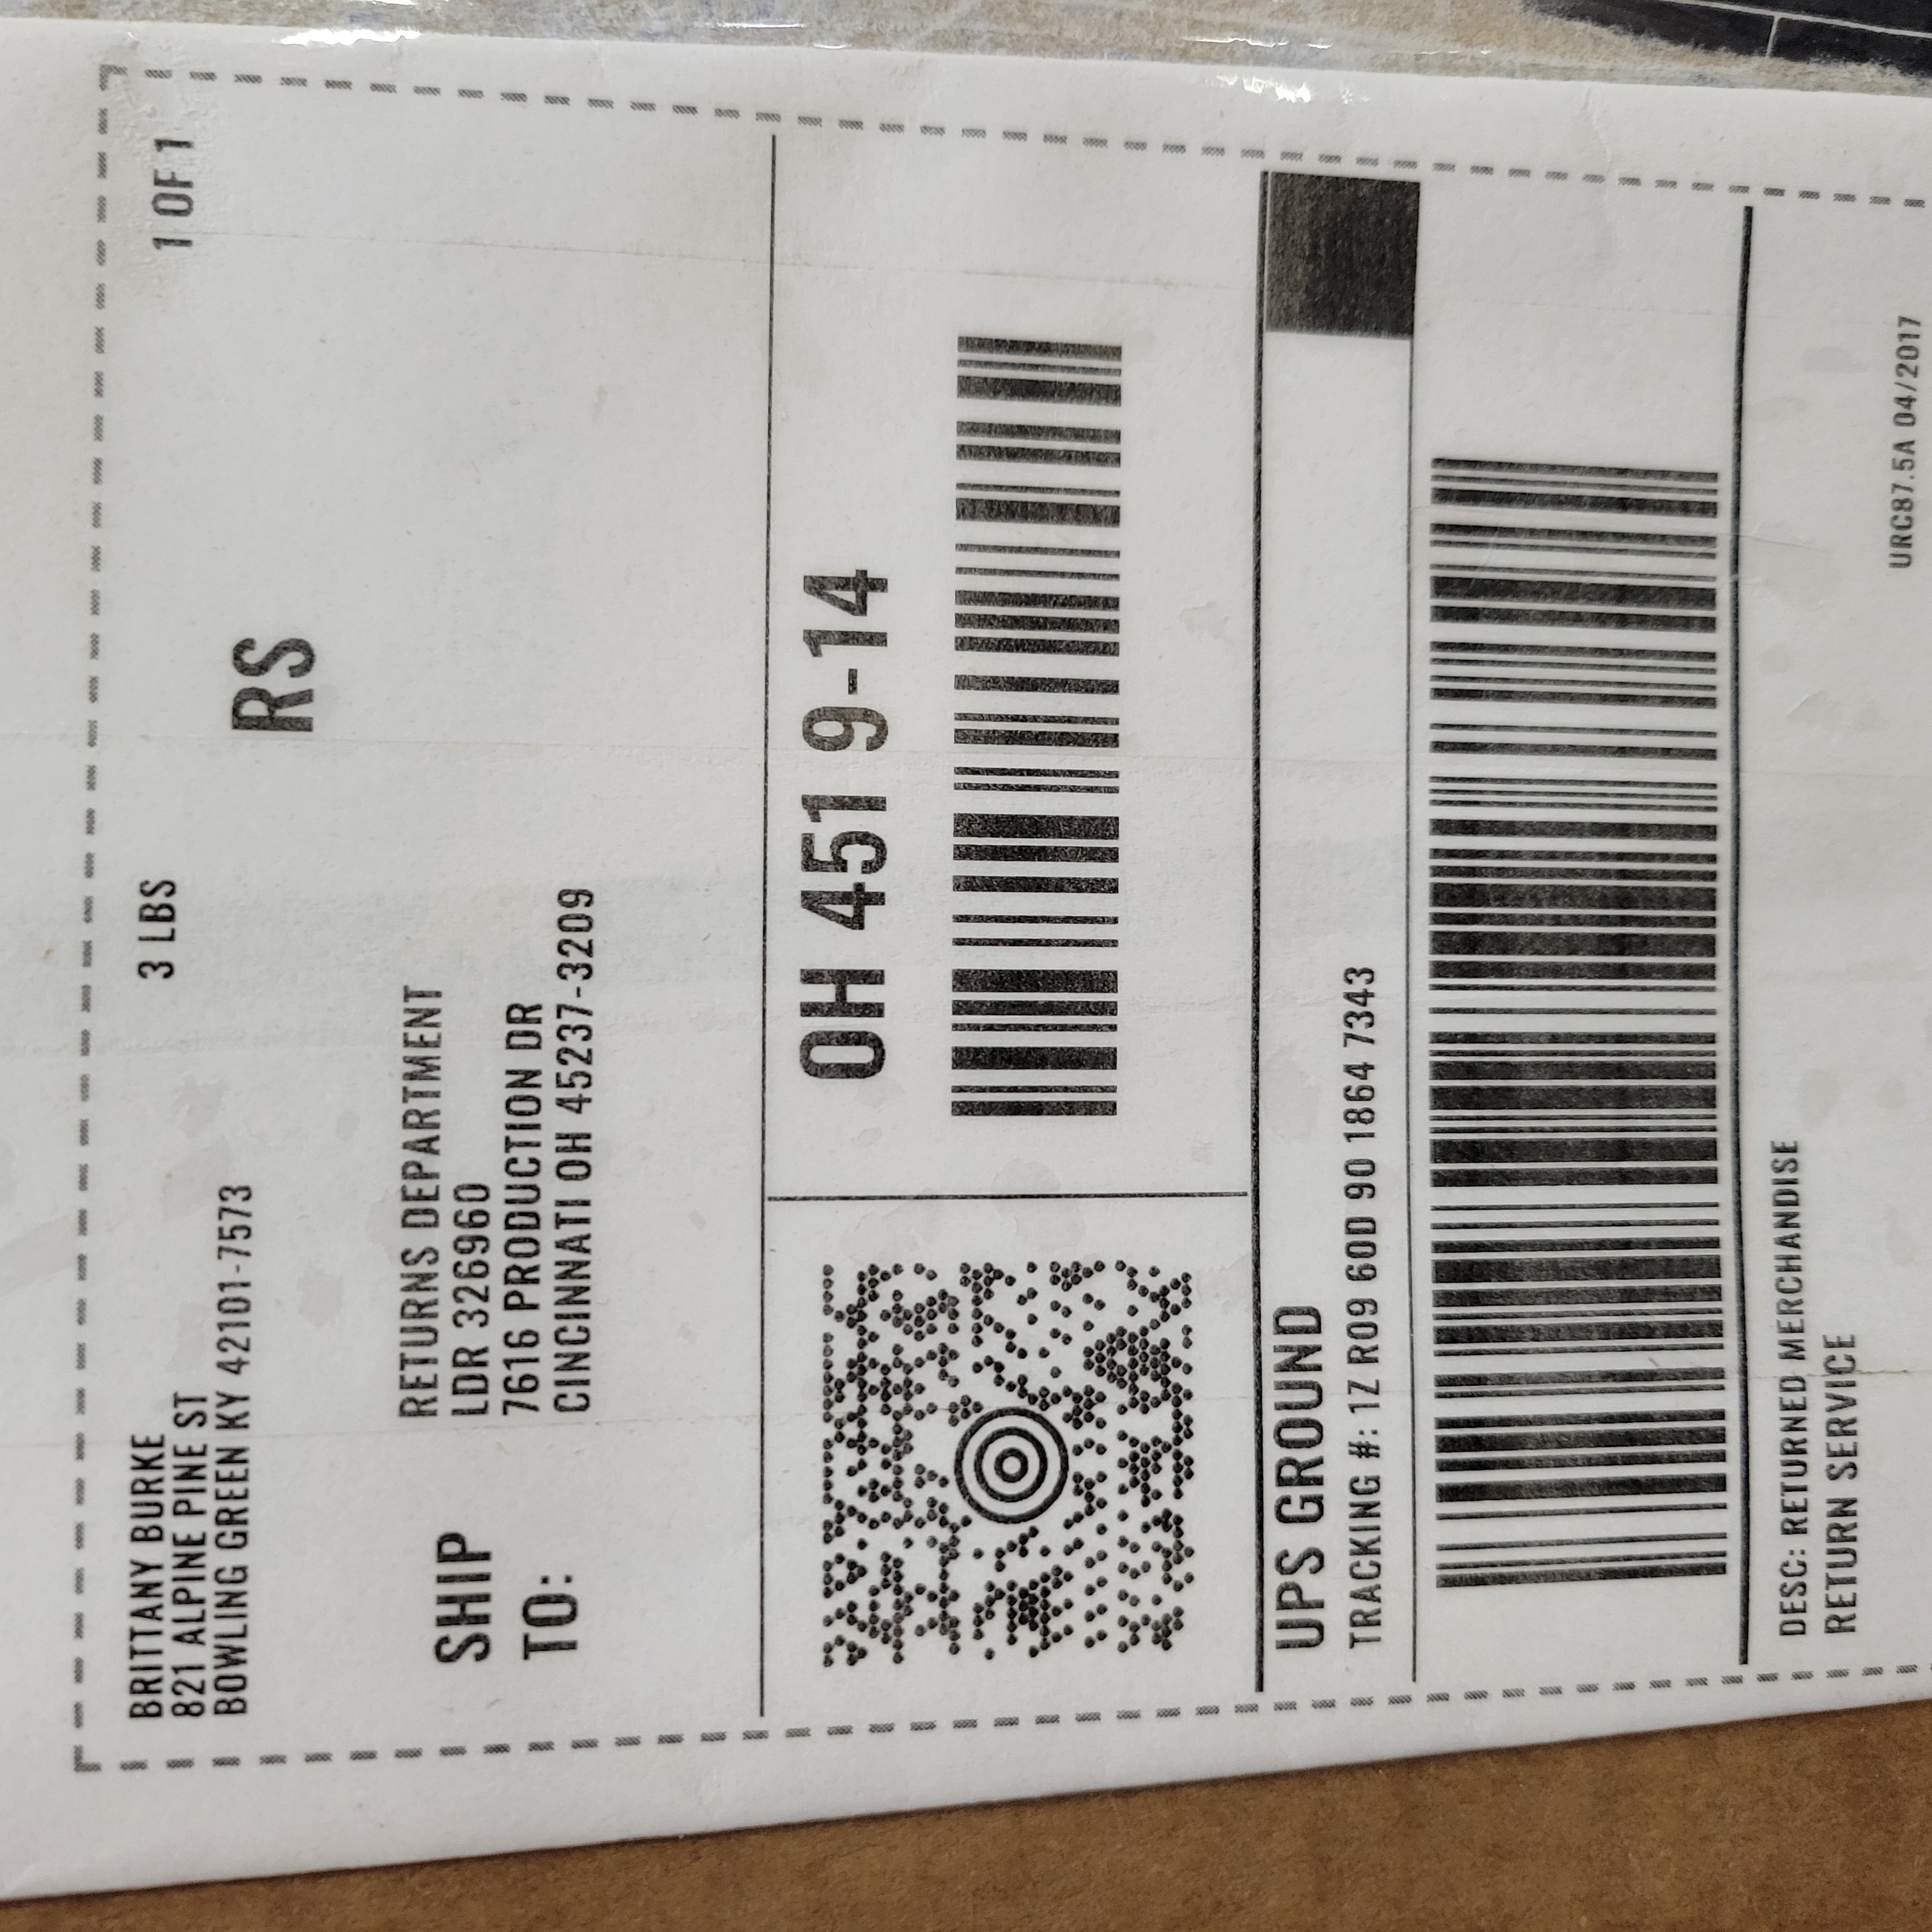 BRITTANY BURKE
821 ALPINE PINE ST
BOWLING GREEN KY 42101-7573
3 LBS
1 OF 1
RS
SHIP
TO:
RETURNS DEPARTMENT
LDR 326960
7616 PRODUCTION DR
CINCINNATI OH 45237-3209
OH 451 9-14
UPS GROUND
TRACKING #: 1Z R09 60D 90 1864 7343
DESC: RETURNED MERCHANDISE
RETURN SERVICE
URC87.5A 04/2017